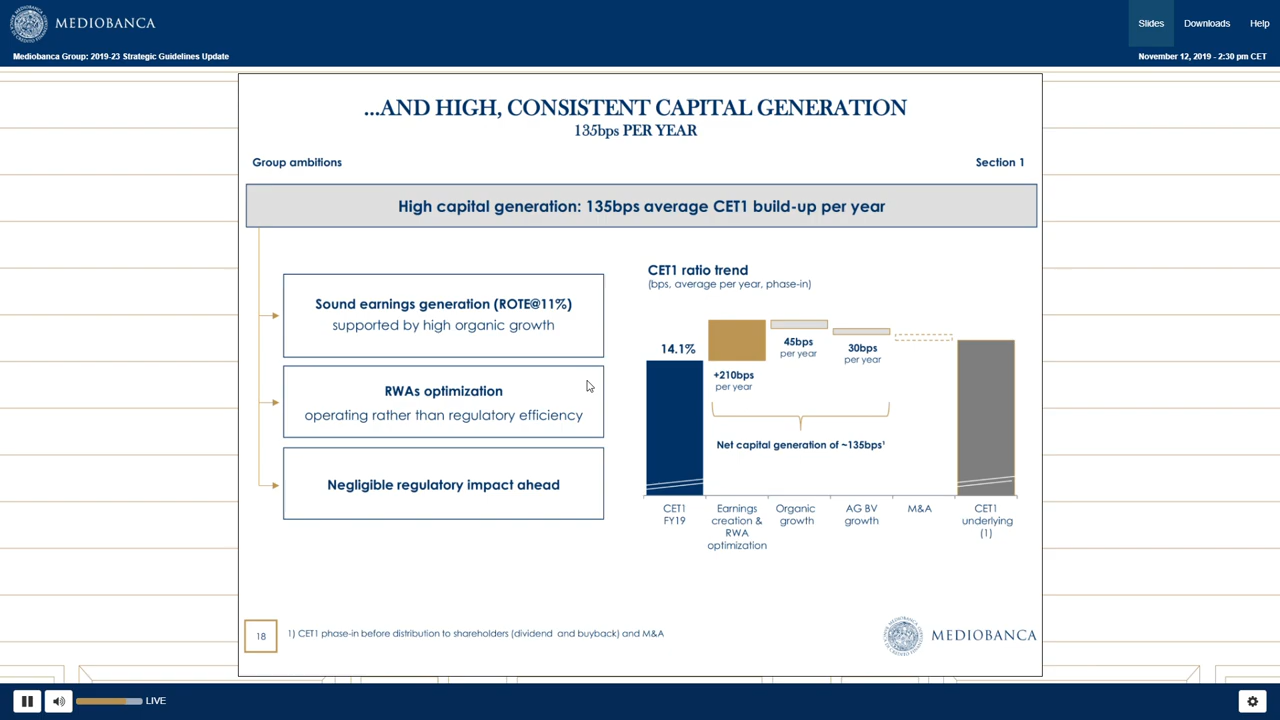 MEDIOBANCA
Slides
Downloads
Help
Mediobanca Group: 2019-23 Strategic Guidelines Update
November 12, 2019 - 2:30 pm CET
...AND HIGH, CONSISTENT CAPITAL GENERATION
135bps PER YEAR
Group ambitions
Section 1
High capital generation: 135bps average CET1 build-up per year
Sound earnings generation (ROTE@11%)
supported by high organic growth
RWAs optimization
operating rather than regulatory efficiency
Negligible regulatory impact ahead
CET1 ratio trend
(bps, average per year, phase-in)
14.1%
+210bps
per year
45bps
per year
30bps
per year
Net capital generation of ~135bps¹
CET1
FY19
Earnings
creation &
RWA
optimization
Organic
growth
AG BV
growth
M&A
CET1
underlying
(1)
18
1) CET1 phase-in before distribution to shareholders (dividend and buyback) and M&A
MEDIOBANCA
LIVE